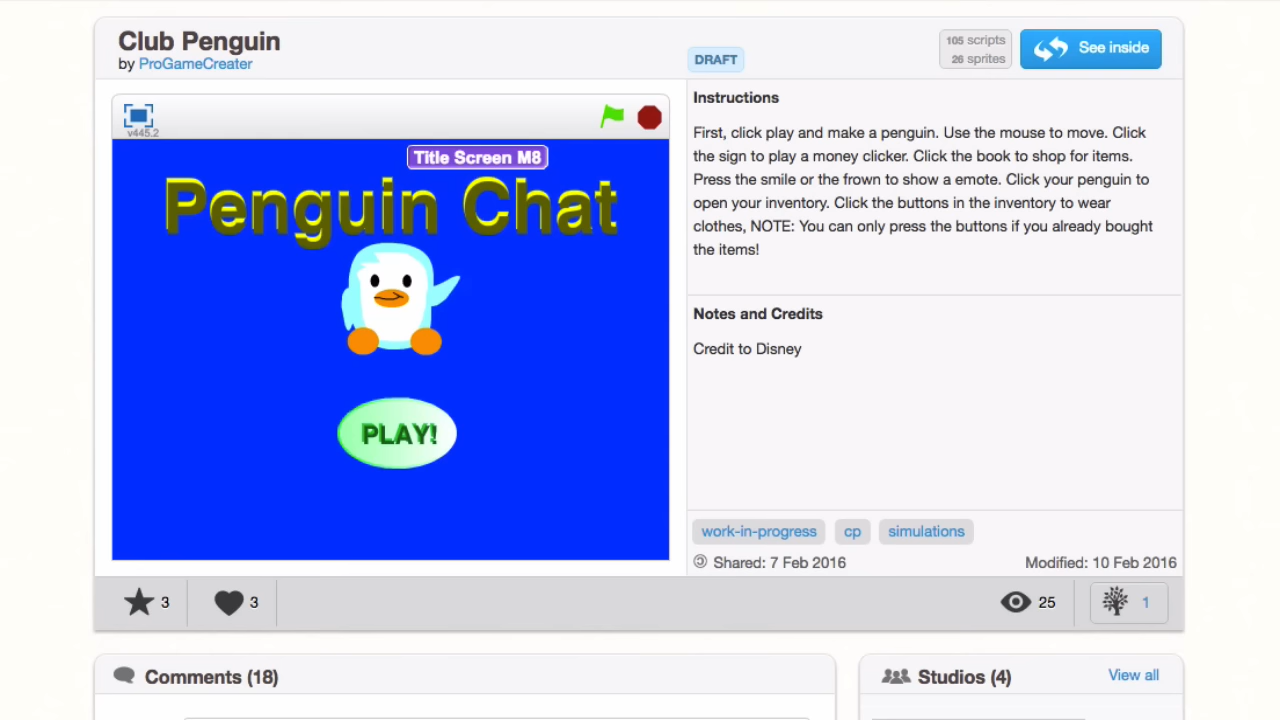 Club Penguin
by ProGameCreater
DRAFT
105 scripts
26 sprites
See inside
v445.2
Title Screen M8
Penguin Chat
PLAY!
Instructions
First, click play and make a penguin. Use the mouse to move. Click
the sign to play a money clicker. Click the book to shop for items.
Press the smile or the frown to show a emote. Click your penguin to
open your inventory. Click the buttons in the inventory to wear
clothes, NOTE: You can only press the buttons if you already bought
the items!
Notes and Credits
Credit to Disney
work-in-progress
cp
simulations
Shared: 7 Feb 2016
Modified: 10 Feb 2016
3
3
25
1
Comments (18)
Studios (4)
View all